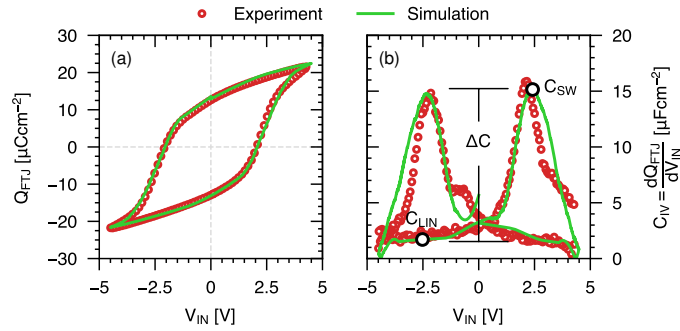 Experiment Simulation
(a)
(b)
30
20
10
0
−10
−20
−30
Q_FTJ [μCcm−2]
−5 −2.5 0 2.5 5
V_IN [V]
C_SW
ΔC
C_LIN
15
10
5
0
C_IV = dQ_FTJ/dV_IN [μFcm−2]
−5 −2.5 0 2.5 5
V_IN [V]